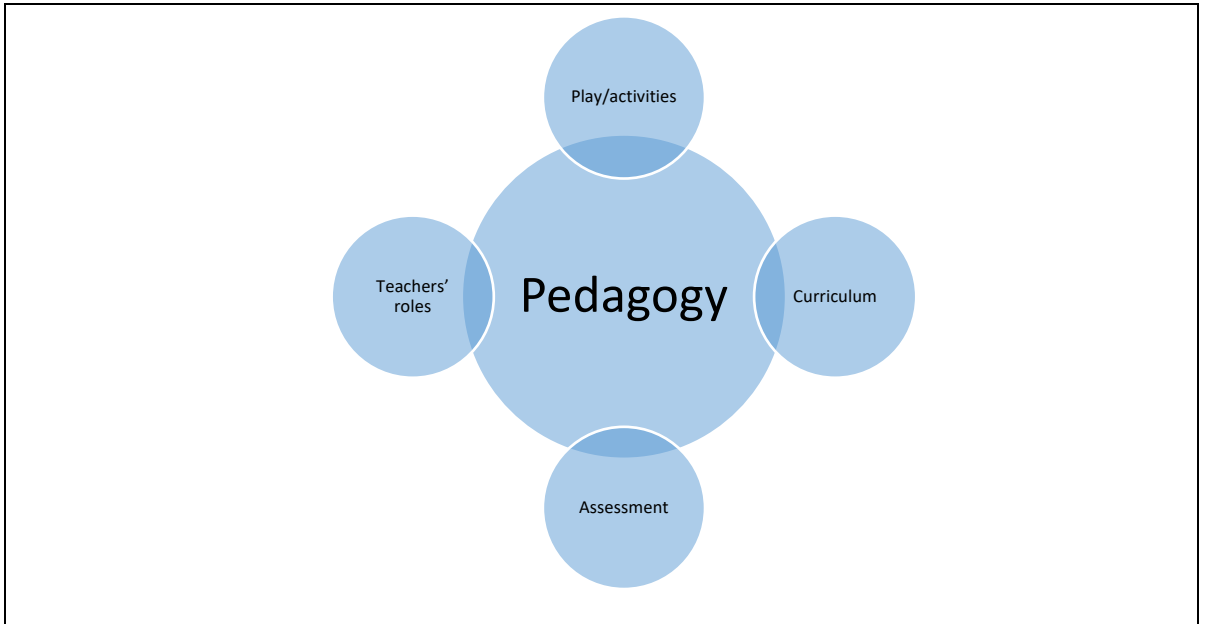 Play/activities
Teachers’
roles
Pedagogy
Curriculum
Assessment